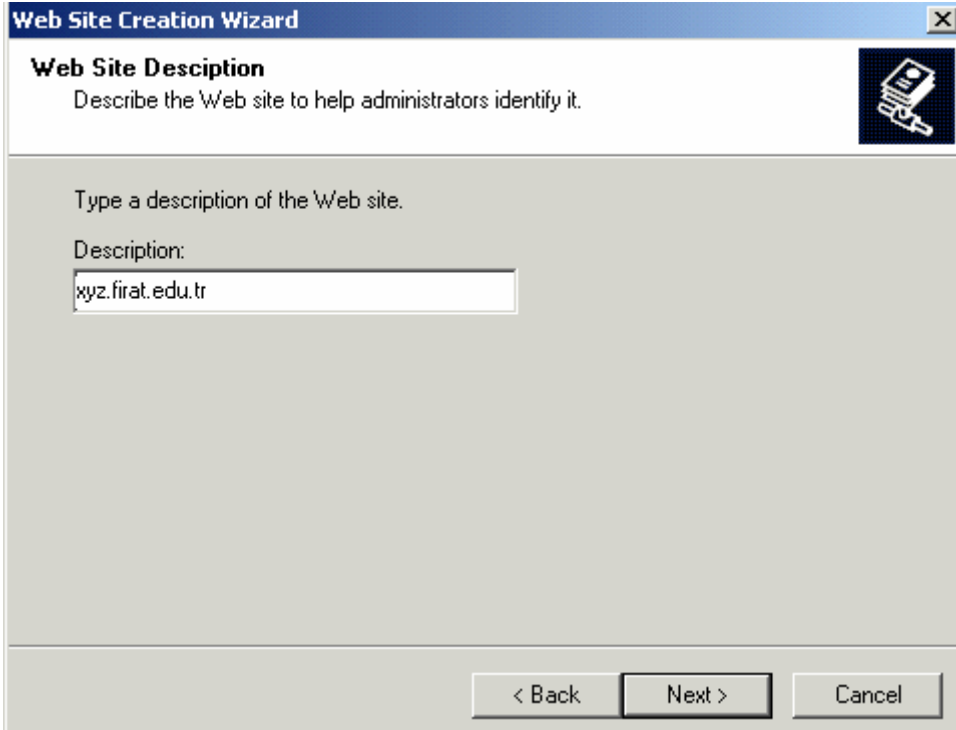 Web Site Creation Wizard
Web Site Desciption
Describe the Web site to help administrators identify it.
Type a description of the Web site.
Description:
xyz.firat.edu.tr
< Back
Next >
Cancel